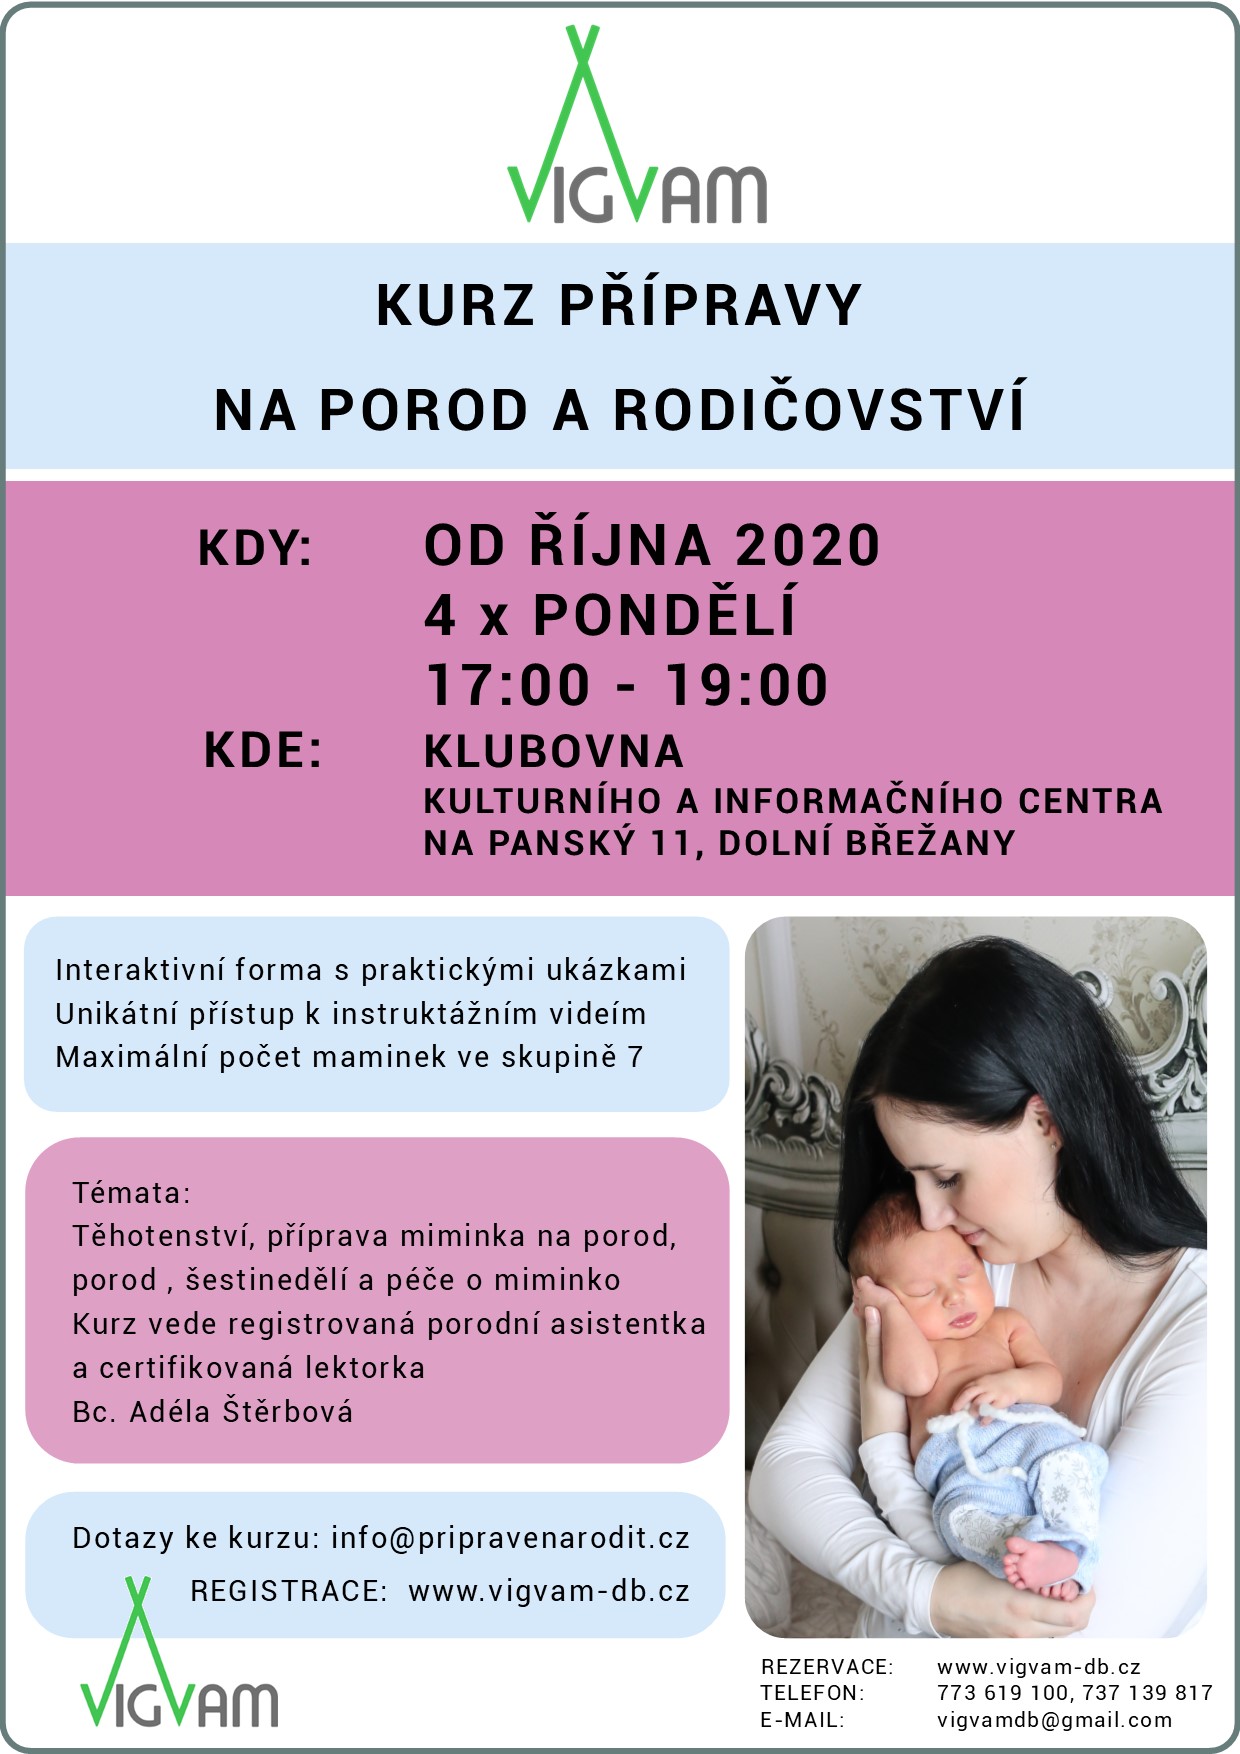 VIGVAM
KURZ PŘÍPRAVY
NA POROD A RODIČOVSTVÍ
KDY: OD ŘÍJNA 2020
4 x PONDĚLÍ
17:00 - 19:00
KDE: KLUBOVNA
KULTURNÍHO A INFORMAČNÍHO CENTRA
NA PANSKÝ 11, DOLNÍ BŘEŽANY
Interaktivní forma s praktickými ukázkami
Unikátní přístup k instruktážním videím
Maximální počet maminek ve skupině 7
Témata:
Těhotenství, příprava miminka na porod,
porod , šestinedělí a péče o miminko
Kurz vede registrovaná porodní asistentka
a certifikovaná lektorka
Bc. Adéla Štěrbová
Dotazy ke kurzu: info@pripravenarodit.cz
REGISTRACE: www.vigvam-db.cz
VIGVAM
REZERVACE: www.vigvam-db.cz
TELEFON: 773 619 100, 737 139 817
E-MAIL: vigvamdb@gmail.com